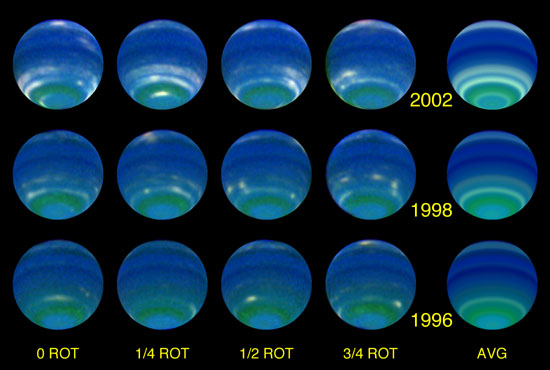 2002
1998
1996
0 ROT
1/4 ROT
1/2 ROT
3/4 ROT
AVG